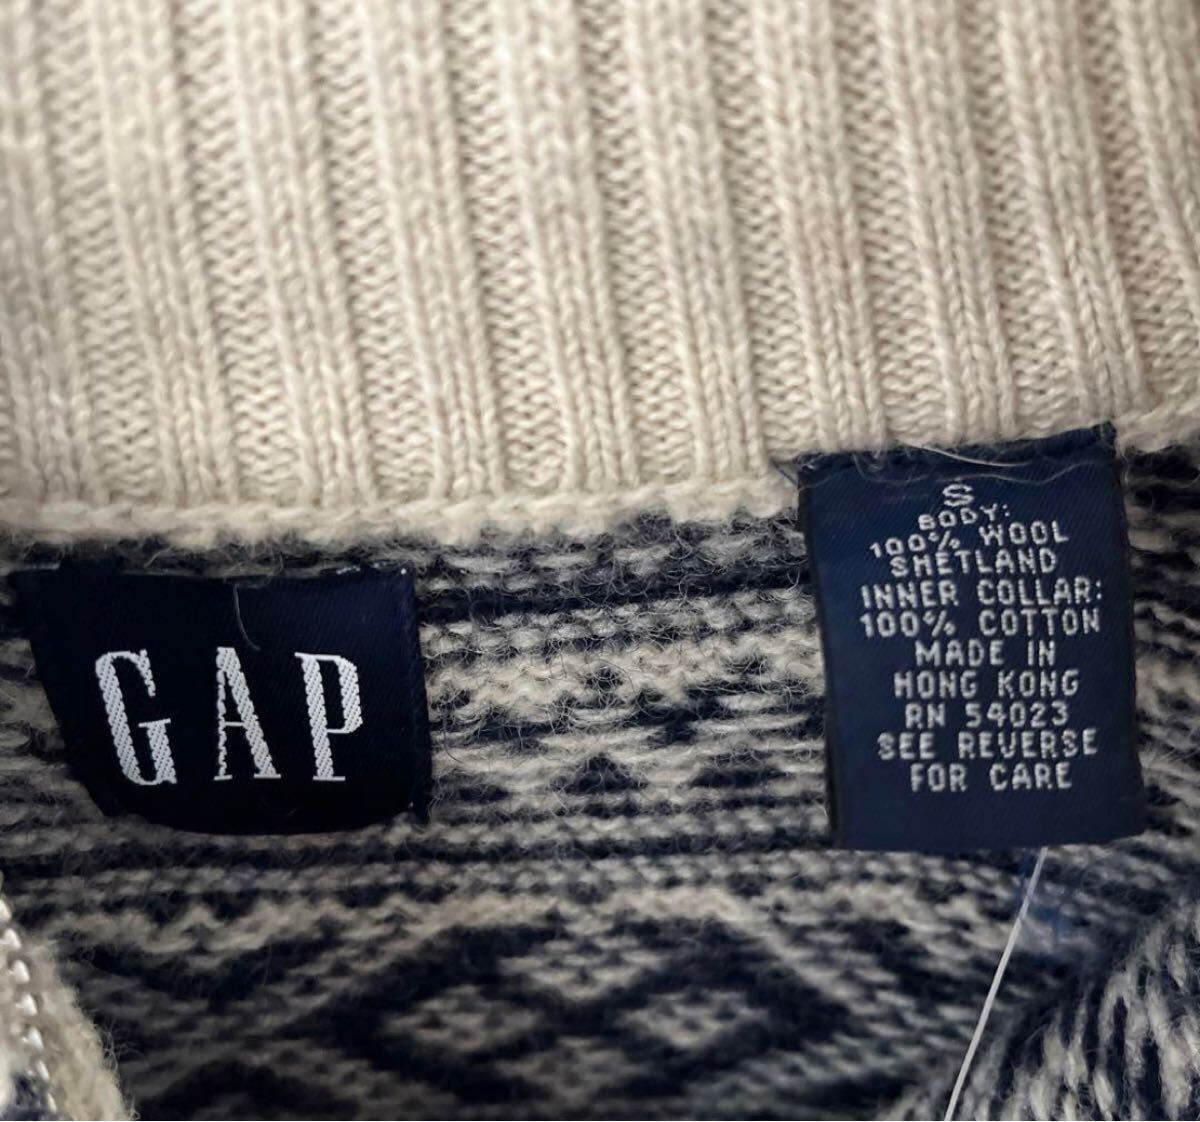 GAP
S
BODY:
100% WOOL
SHETLAND
INNER COLLAR:
100% COTTON
MADE IN
HONG KONG
RN 54023
SEE REVERSE
FOR CARE